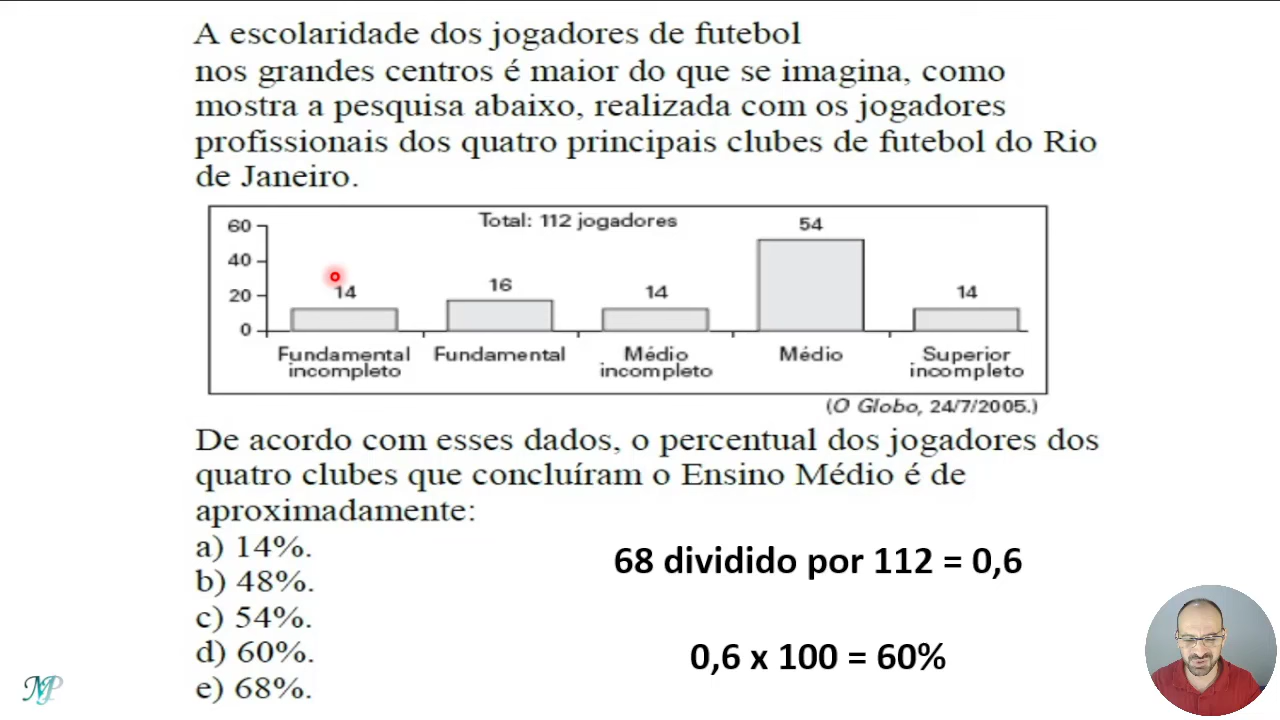 A escolaridade dos jogadores de futebol
nos grandes centros é maior do que se imagina, como
mostra a pesquisa abaixo, realizada com os jogadores
profissionais dos quatro principais clubes de futebol do Rio
de Janeiro.
Total: 112 jogadores
60
40
20
0
14
16
14
54
14
Fundamental
incompleto
Fundamental
Médio
incompleto
Médio
Superior
incompleto
(O Globo, 24/7/2005.)
De acordo com esses dados, o percentual dos jogadores dos
quatro clubes que concluíram o Ensino Médio é de
aproximadamente:
a) 14%.
b) 48%.
c) 54%.
d) 60%.
e) 68%.
68 dividido por 112 = 0,6
0,6 x 100 = 60%
MP